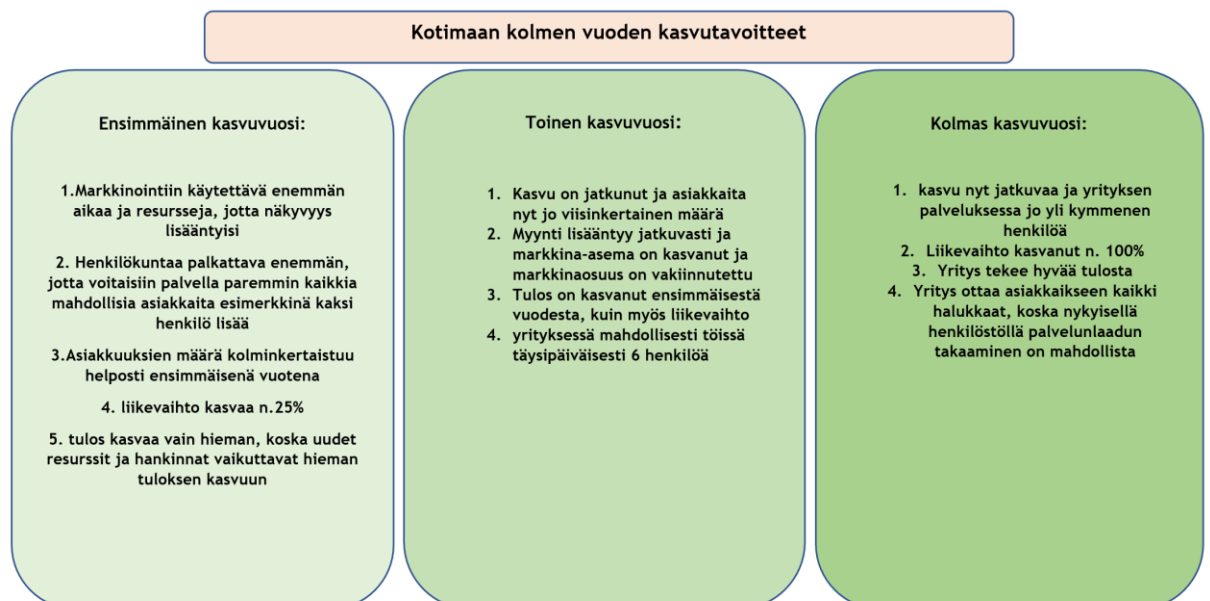 Kotimaan kolmen vuoden kasvutavoitteet
Ensimmäinen kasvuvuosi:
1.Markkinointiin käytettävä enemmän
aikaa ja resursseja, jotta näkyvyys
lisääntyisi
2. Henkilökuntaa palkattava enemmän,
jotta voitaisiin palvella paremmin kaikkia
mahdollisia asiakkaita esimerkkinä kaksi
henkilö lisää
3.Asiakkuuksien määrä kolminkertaistuu
helposti ensimmäisenä vuotena
4. liikevaihto kasvaa n.25%
5. tulos kasvaa vain hieman, koska uudet
resurssit ja hankinnat vaikuttavat hieman
tuloksen kasvuun
Toinen kasvuvuosi:
1. Kasvu on jatkunut ja asiakkaita
nyt jo viisinkertainen määrä
2. Myynti lisääntyy jatkuvasti ja
markkina-asema on kasvanut ja
markkinaosuus on vakiinnutettu
3. Tulos on kasvanut ensimmäisestä
vuodesta, kuin myös liikevaihto
4. yrityksessä mahdollisesti töissä
täysipäiväisesti 6 henkilöä
Kolmas kasvuvuosi:
1. kasvu nyt jatkuvaa ja yrityksen
palveluksessa jo yli kymmenen
henkilöä
2. Liikevaihto kasvanut n. 100%
3. Yritys tekee hyvää tulosta
4. Yritys ottaa asiakkaikseen kaikki
halukkaat, koska nykyisellä
henkilöstöllä palvelunlaadun
takaaminen on mahdollista